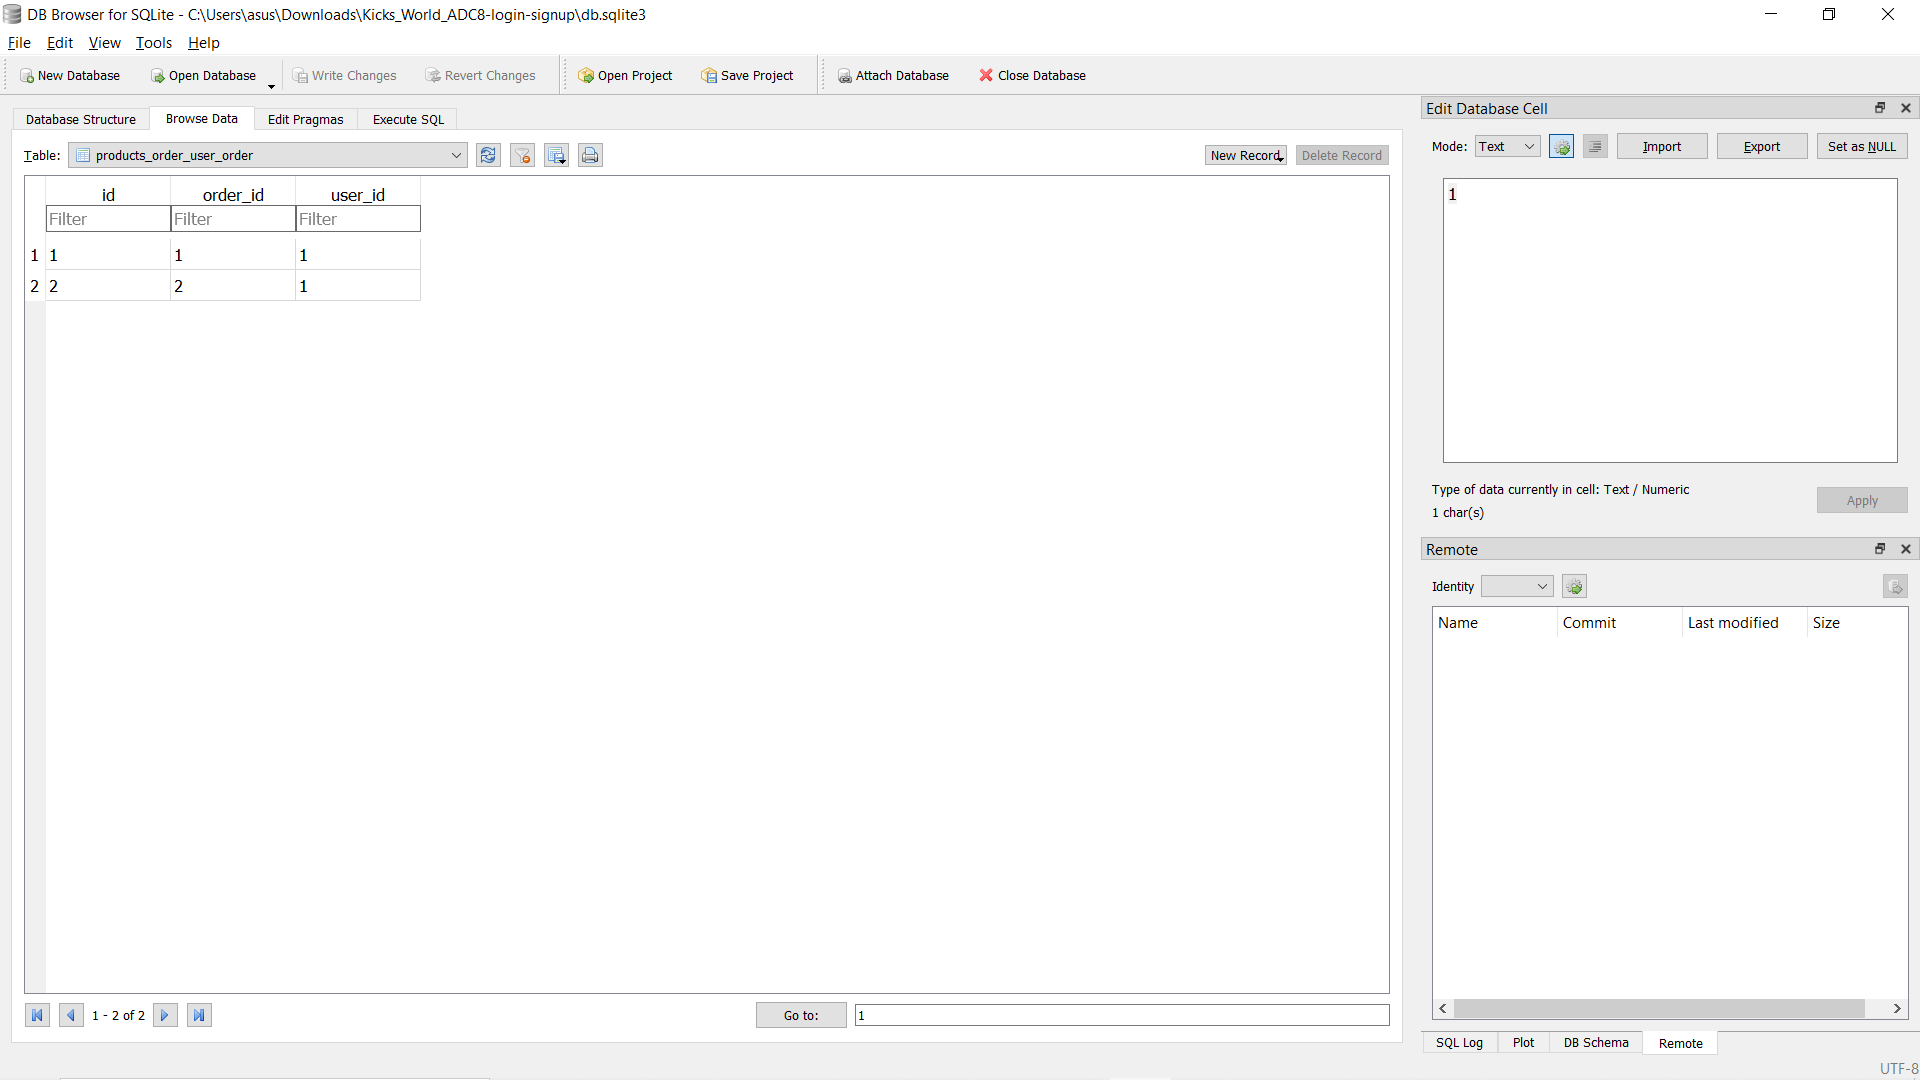 DB Browser for SQLite - C:\Users\asus\Downloads\Kicks_World_ADC8-login-signup\db.sqlite3
File Edit View Tools Help
New Database Open Database Write Changes Revert Changes Open Project Save Project Attach Database Close Database
Database Structure Browse Data Edit Pragmas Execute SQL
Table: products_order_user_order New Record Delete Record
id order_id user_id
Filter Filter Filter
1 1 1 1
2 2 2 1
1 - 2 of 2 Go to: 1
Edit Database Cell
Mode: Text Import Export Set as NULL
1
Type of data currently in cell: Text / Numeric
1 char(s)
Apply
Remote
Identity
Name Commit Last modified Size
SQL Log Plot DB Schema Remote
UTF-8